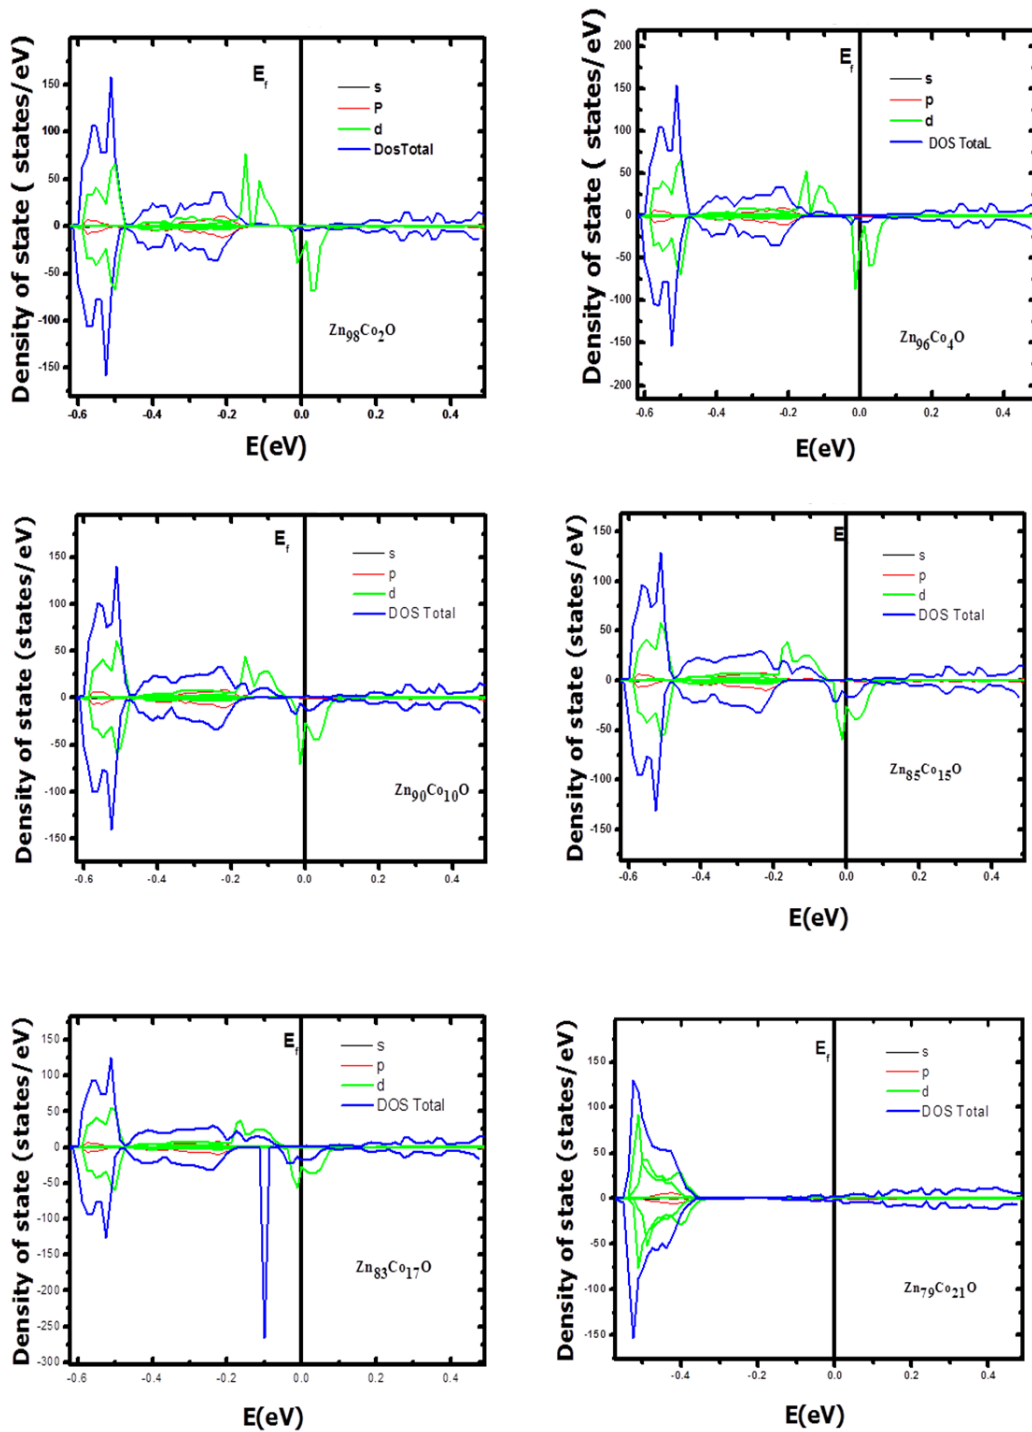 Density of state ( states/eV)
150
100
50
0
-50
-100
-150
E_f
s
P
d
DosTotal
Zn98Co2O
-0.6 -0.4 -0.2 0.0 0.2 0.4
E(eV)
Density of state ( states/eV)
200
150
100
50
0
-50
-100
-150
-200
E_f
s
p
d
DOS TotaL
Zn96Co4O
-0.6 -0.4 -0.2 0.0 0.2 0.4
E(eV)
Density of state (states/eV)
150
100
50
0
-50
-100
-150
E_f
s
p
d
DOS Total
Zn90Co10O
-0.6 -0.4 -0.2 0.0 0.2 0.4
E(eV)
Density of state ( states/eV)
150
100
50
0
-50
-100
-150
E
s
p
d
DOS Total
Zn85Co15O
-0.6 -0.4 -0.2 0.0 0.2 0.4
E(eV)
Density of state (states/eV)
150
100
50
0
-50
-100
-150
-200
-250
-300
E_f
s
p
d
DOS Total
Zn83Co17O
-0.6 -0.4 -0.2 0.0 0.2 0.4
E(eV)
Density of state (states/eV)
150
100
50
0
-50
-100
-150
E_f
s
p
d
DOS Total
Zn79Co21O
-0.4 -0.2 0.0 0.2 0.4
E(eV)